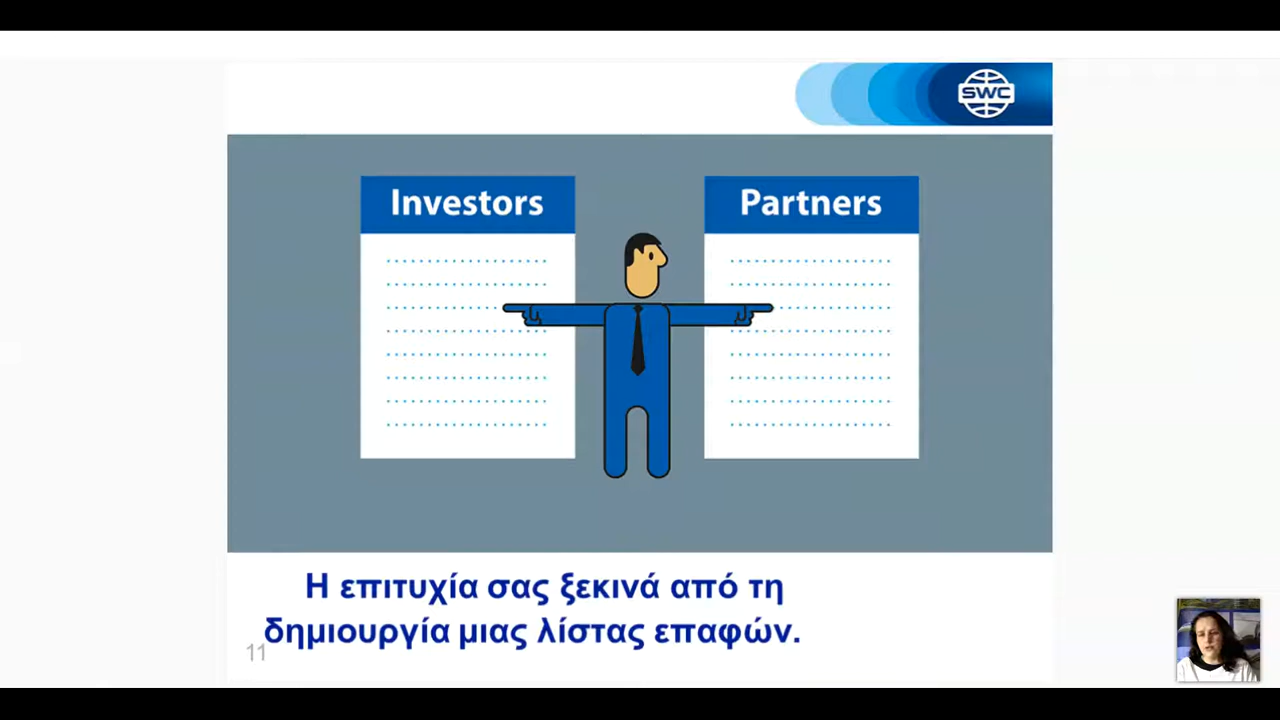 SWC
Investors
Partners
Η επιτυχία σας ξεκινά από τη
δημιουργία μιας λίστας επαφών.
11